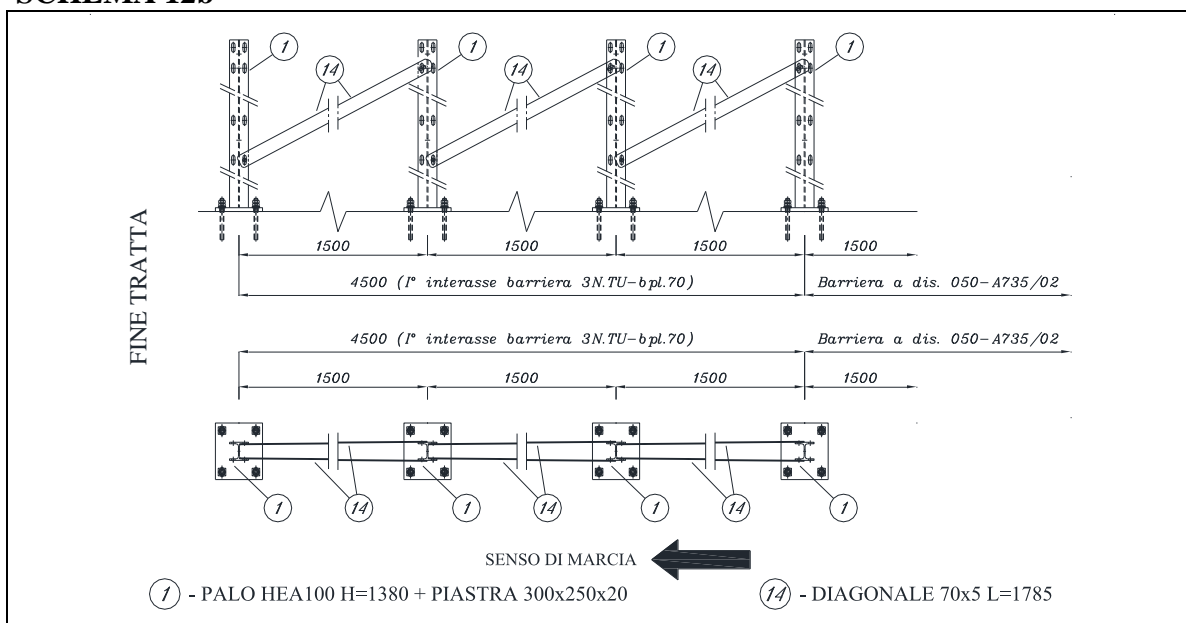 SCHEMA 12b
1 1 1 1
14 14 14
FINE TRATTA
1500 1500 1500 1500
4500 (I° interasse barriera 3N.TU-bpl.70) Barriera a dis. 050-A735/02
4500 (I° interasse barriera 3N.TU-bpl.70) Barriera a dis. 050-A735/02
1500 1500 1500 1500
1 14 1 14 1 14 1
SENSO DI MARCIA
1 - PALO HEA100 H=1380 + PIASTRA 300x250x20 14 - DIAGONALE 70x5 L=1785